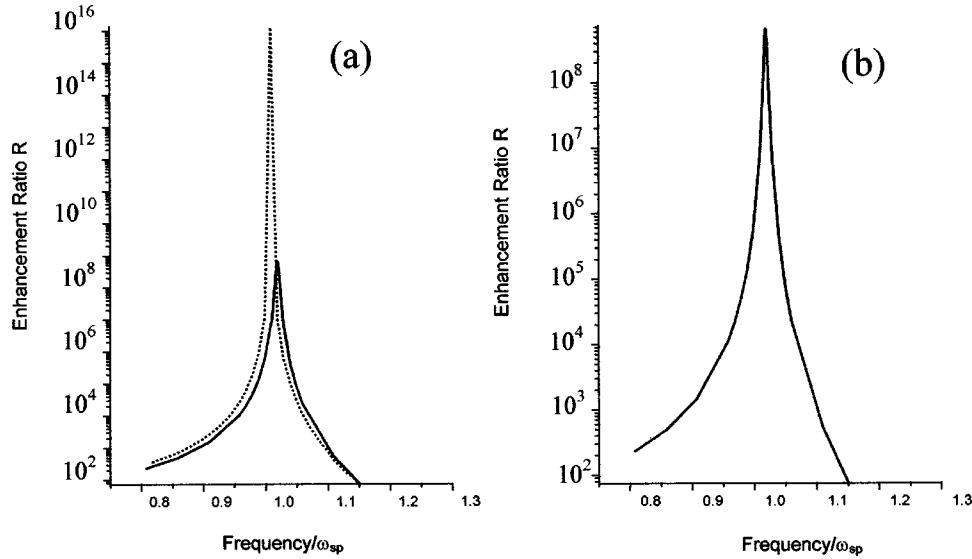 (a)
Enhancement Ratio R
10^16
10^14
10^12
10^10
10^8
10^6
10^4
10^2
0.8 0.9 1.0 1.1 1.2 1.3
Frequency/ω_sp
(b)
Enhancement Ratio R
10^8
10^7
10^6
10^5
10^4
10^3
10^2
0.8 0.9 1.0 1.1 1.2 1.3
Frequency/ω_sp